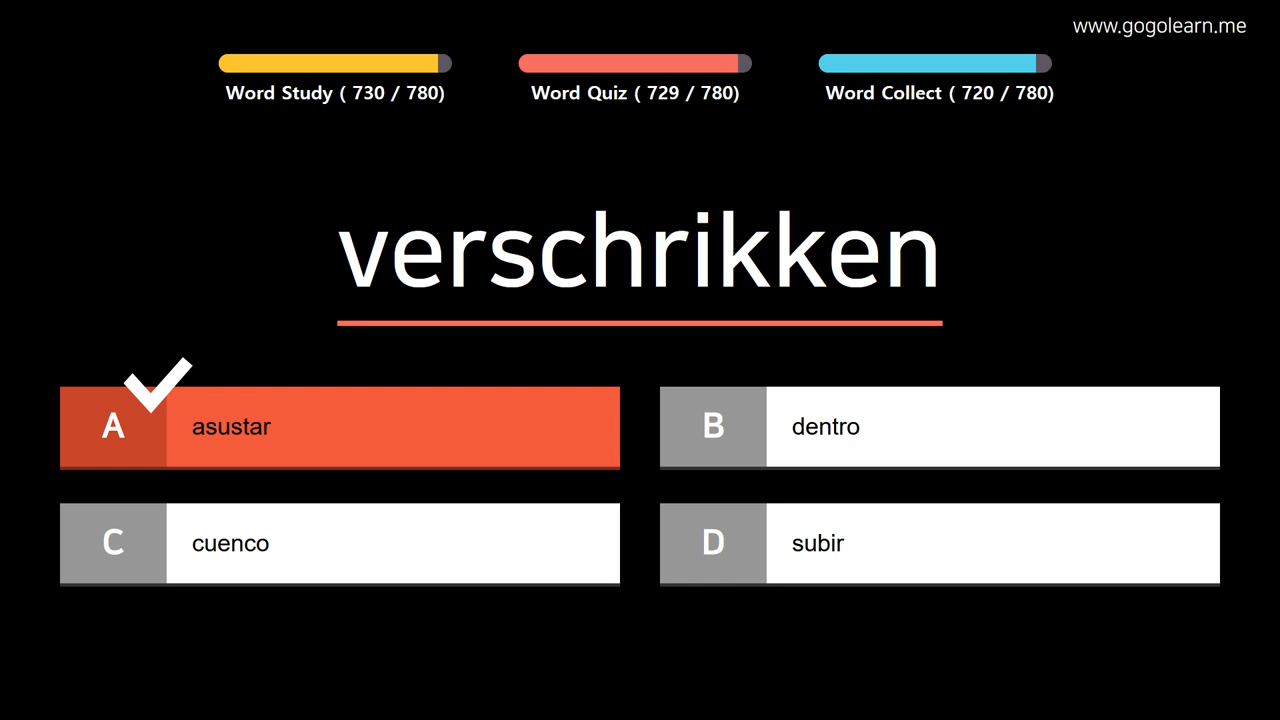 www.gogolearn.me
Word Study ( 730 / 780)
Word Quiz ( 729 / 780)
Word Collect ( 720 / 780)
verschrikken
A asustar
B dentro
C cuenco
D subir